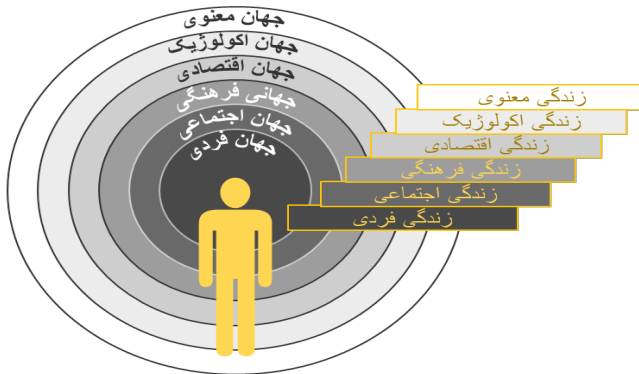 جهان معنوی
جهان اکولوژیک
جهان اقتصادی
جهانی فرهنگی
جهان اجتماعی
جهان فردی
زندگی معنوی
زندگی اکولوژیک
زندگی اقتصادی
زندگی فرهنگی
زندگی اجتماعی
زندگی فردی